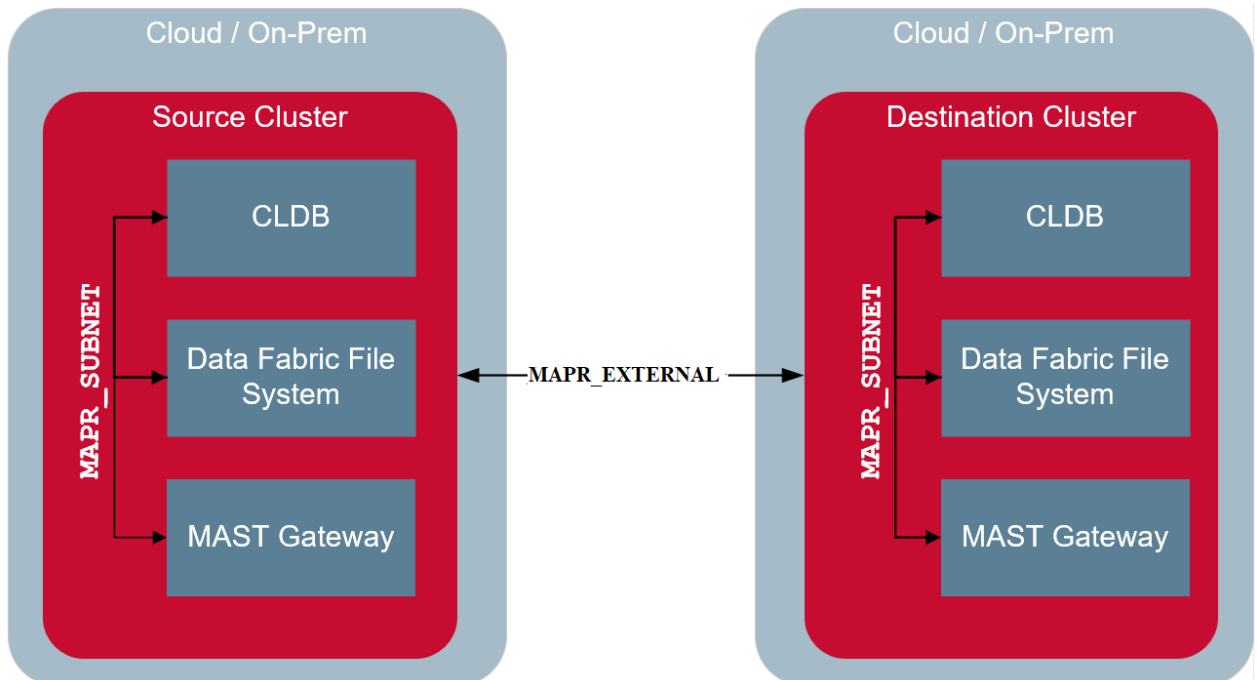 Cloud / On-Prem
Source Cluster
CLDB
MAPR_SUBNET
Data Fabric File
System
MAST Gateway
MAPR_EXTERNAL
Cloud / On-Prem
Destination Cluster
CLDB
MAPR_SUBNET
Data Fabric File
System
MAST Gateway